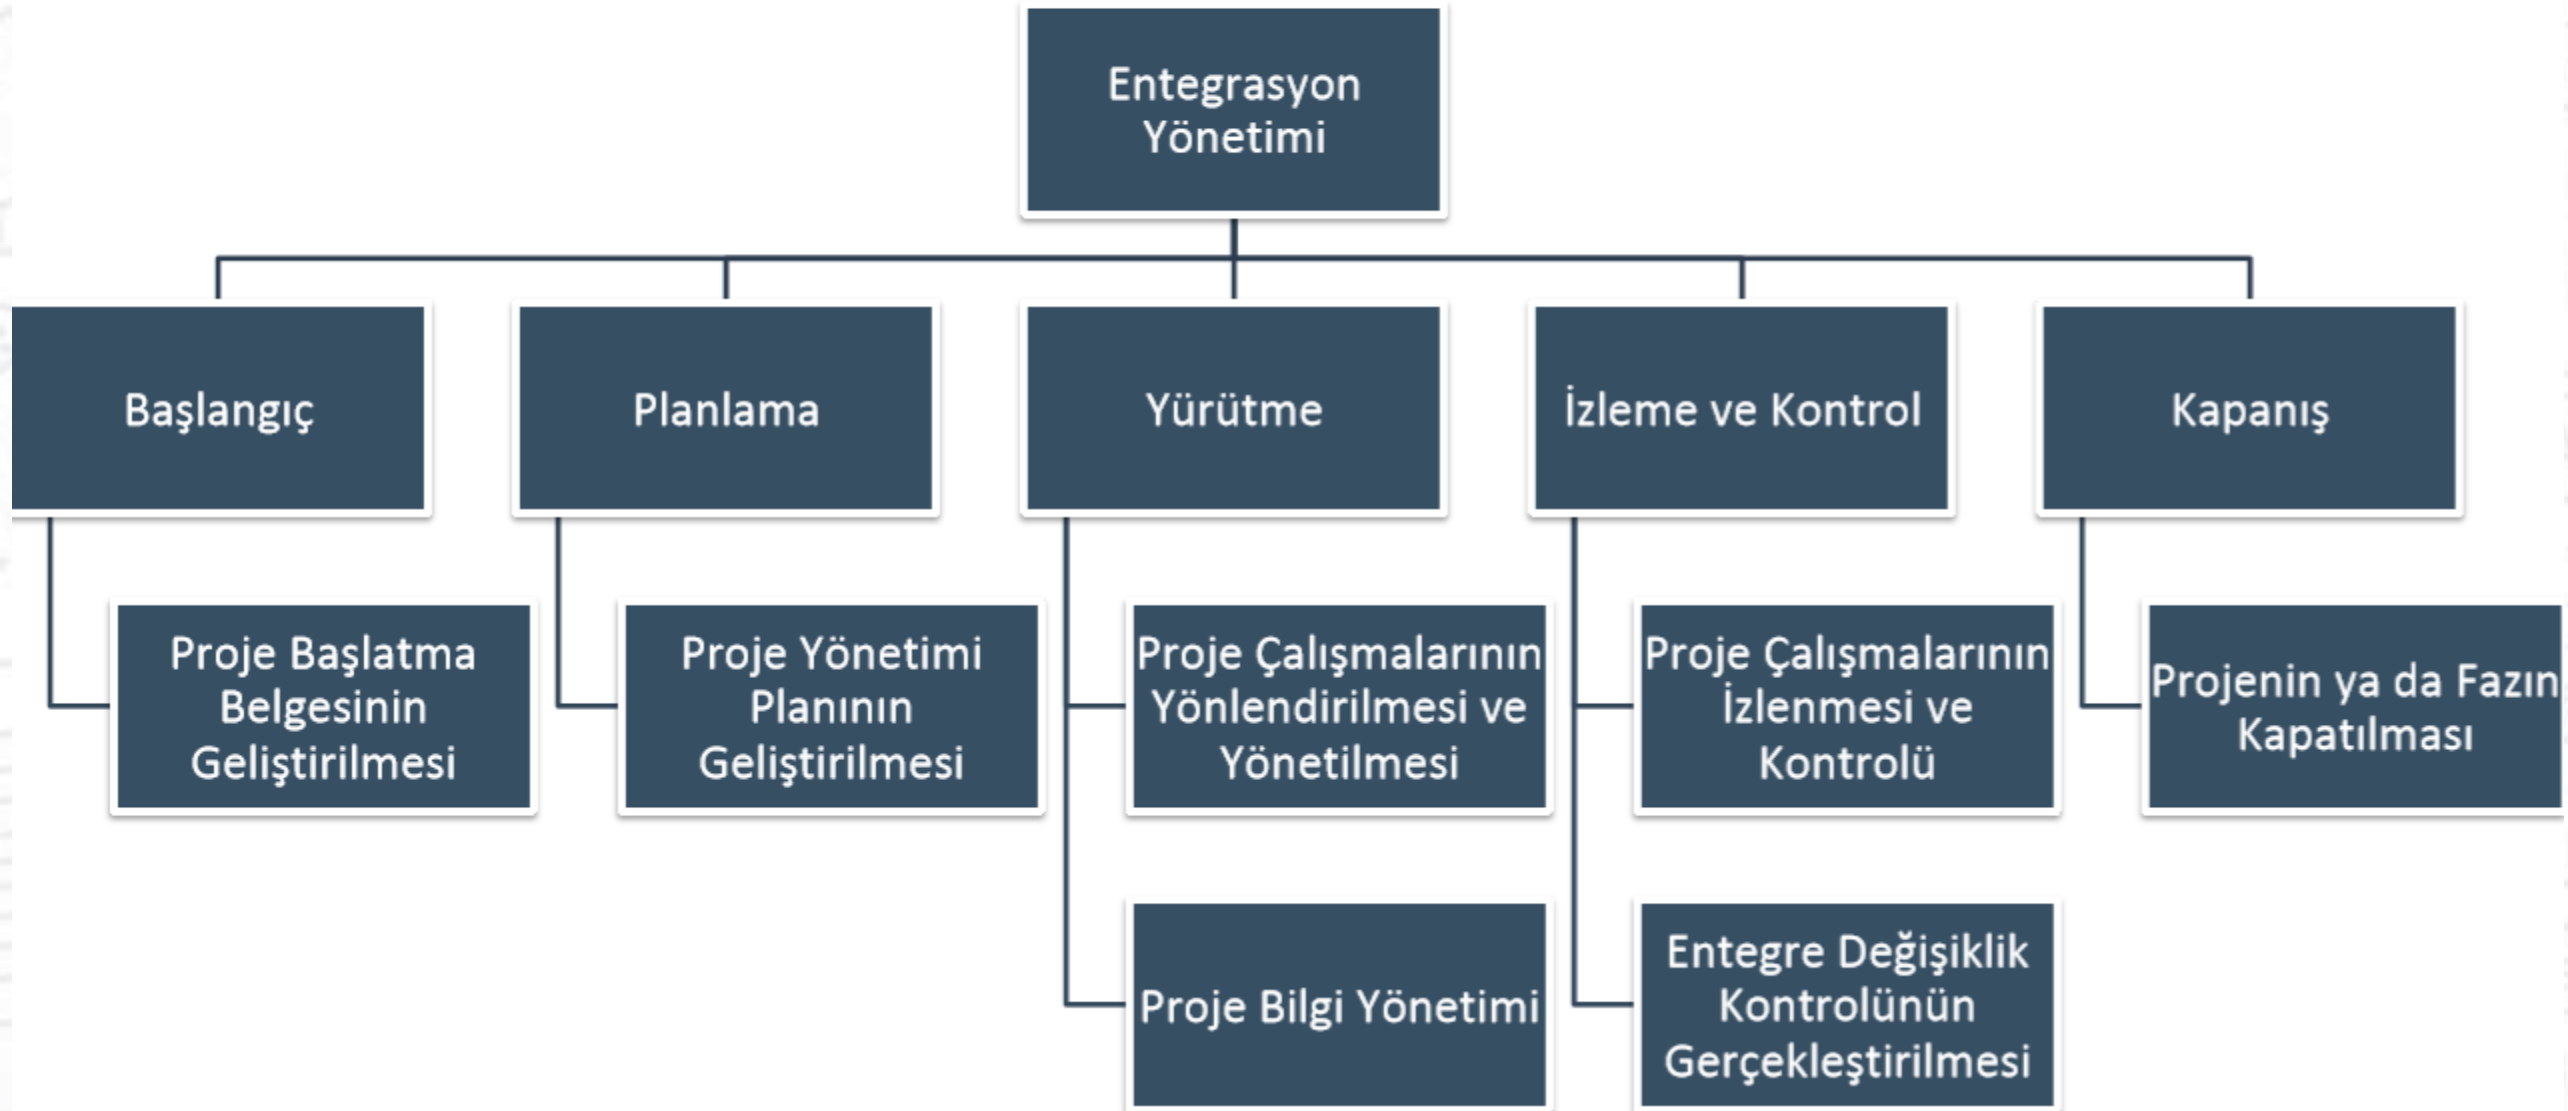 Entegrasyon
Yönetimi
Başlangıç
Planlama
Yürütme
İzleme ve Kontrol
Kapanış
Proje Başlatma
Belgesinin
Geliştirilmesi
Proje Yönetimi
Planının
Geliştirilmesi
Proje Çalışmalarının
Yönlendirilmesi ve
Yönetilmesi
Proje Çalışmalarının
İzlenmesi ve
Kontrolü
Projenin ya da Fazın
Kapatılması
Proje Bilgi Yönetimi
Entegre Değişiklik
Kontrolünün
Gerçekleştirilmesi